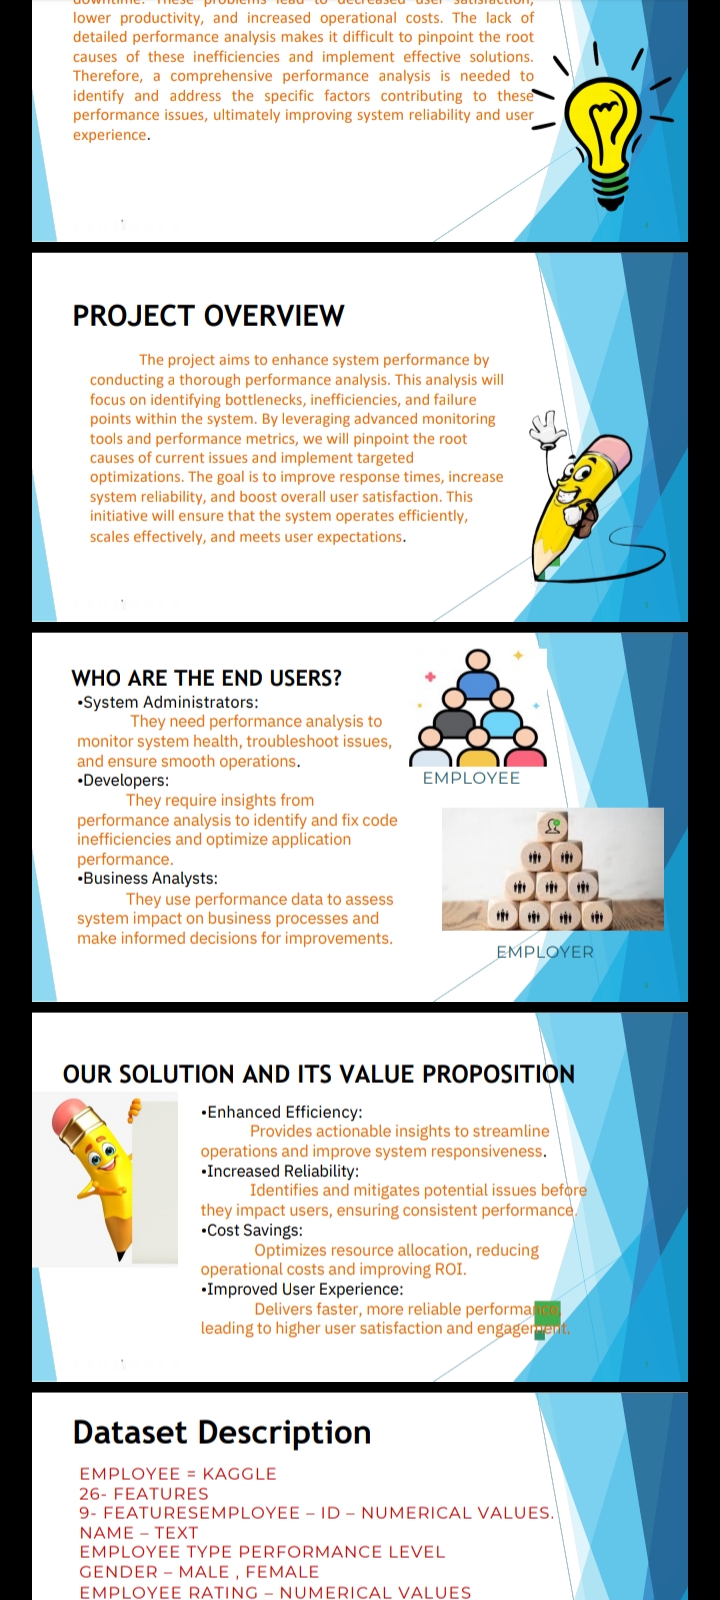 downtime. These problems lead to decreased user satisfaction,
lower productivity, and increased operational costs. The lack of
detailed performance analysis makes it difficult to pinpoint the root
causes of these inefficiencies and implement effective solutions.
Therefore, a comprehensive performance analysis is needed to
identify and address the specific factors contributing to these
performance issues, ultimately improving system reliability and user
experience.
PROJECT OVERVIEW
The project aims to enhance system performance by
conducting a thorough performance analysis. This analysis will
focus on identifying bottlenecks, inefficiencies, and failure
points within the system. By leveraging advanced monitoring
tools and performance metrics, we will pinpoint the root
causes of current issues and implement targeted
optimizations. The goal is to improve response times, increase
system reliability, and boost overall user satisfaction. This
initiative will ensure that the system operates efficiently,
scales effectively, and meets user expectations.
WHO ARE THE END USERS?
•System Administrators:
They need performance analysis to
monitor system health, troubleshoot issues,
and ensure smooth operations.
•Developers:
They require insights from
performance analysis to identify and fix code
inefficiencies and optimize application
performance.
•Business Analysts:
They use performance data to assess
system impact on business processes and
make informed decisions for improvements.
EMPLOYEE
EMPLOYER
OUR SOLUTION AND ITS VALUE PROPOSITION
•Enhanced Efficiency:
Provides actionable insights to streamline
operations and improve system responsiveness.
•Increased Reliability:
Identifies and mitigates potential issues before
they impact users, ensuring consistent performance.
•Cost Savings:
Optimizes resource allocation, reducing
operational costs and improving ROI.
•Improved User Experience:
Delivers faster, more reliable performance,
leading to higher user satisfaction and engagement.
Dataset Description
EMPLOYEE = KAGGLE
26- FEATURES
9- FEATURESEMPLOYEE – ID – NUMERICAL VALUES.
NAME – TEXT
EMPLOYEE TYPE PERFORMANCE LEVEL
GENDER – MALE , FEMALE
EMPLOYEE RATING – NUMERICAL VALUES